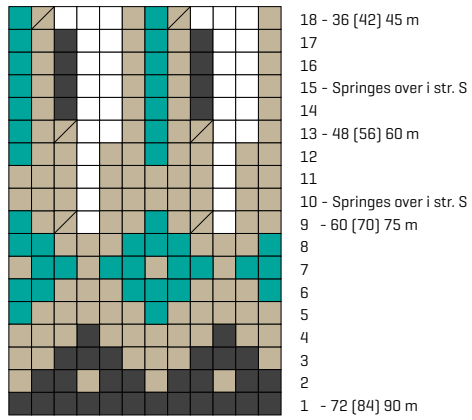 18 - 36 (42) 45 m
17
16
15 - Springes over i str. S
14
13 - 48 (56) 60 m
12
11
10 - Springes over i str. S
9 - 60 (70) 75 m
8
7
6
5
4
3
2
1 - 72 (84) 90 m